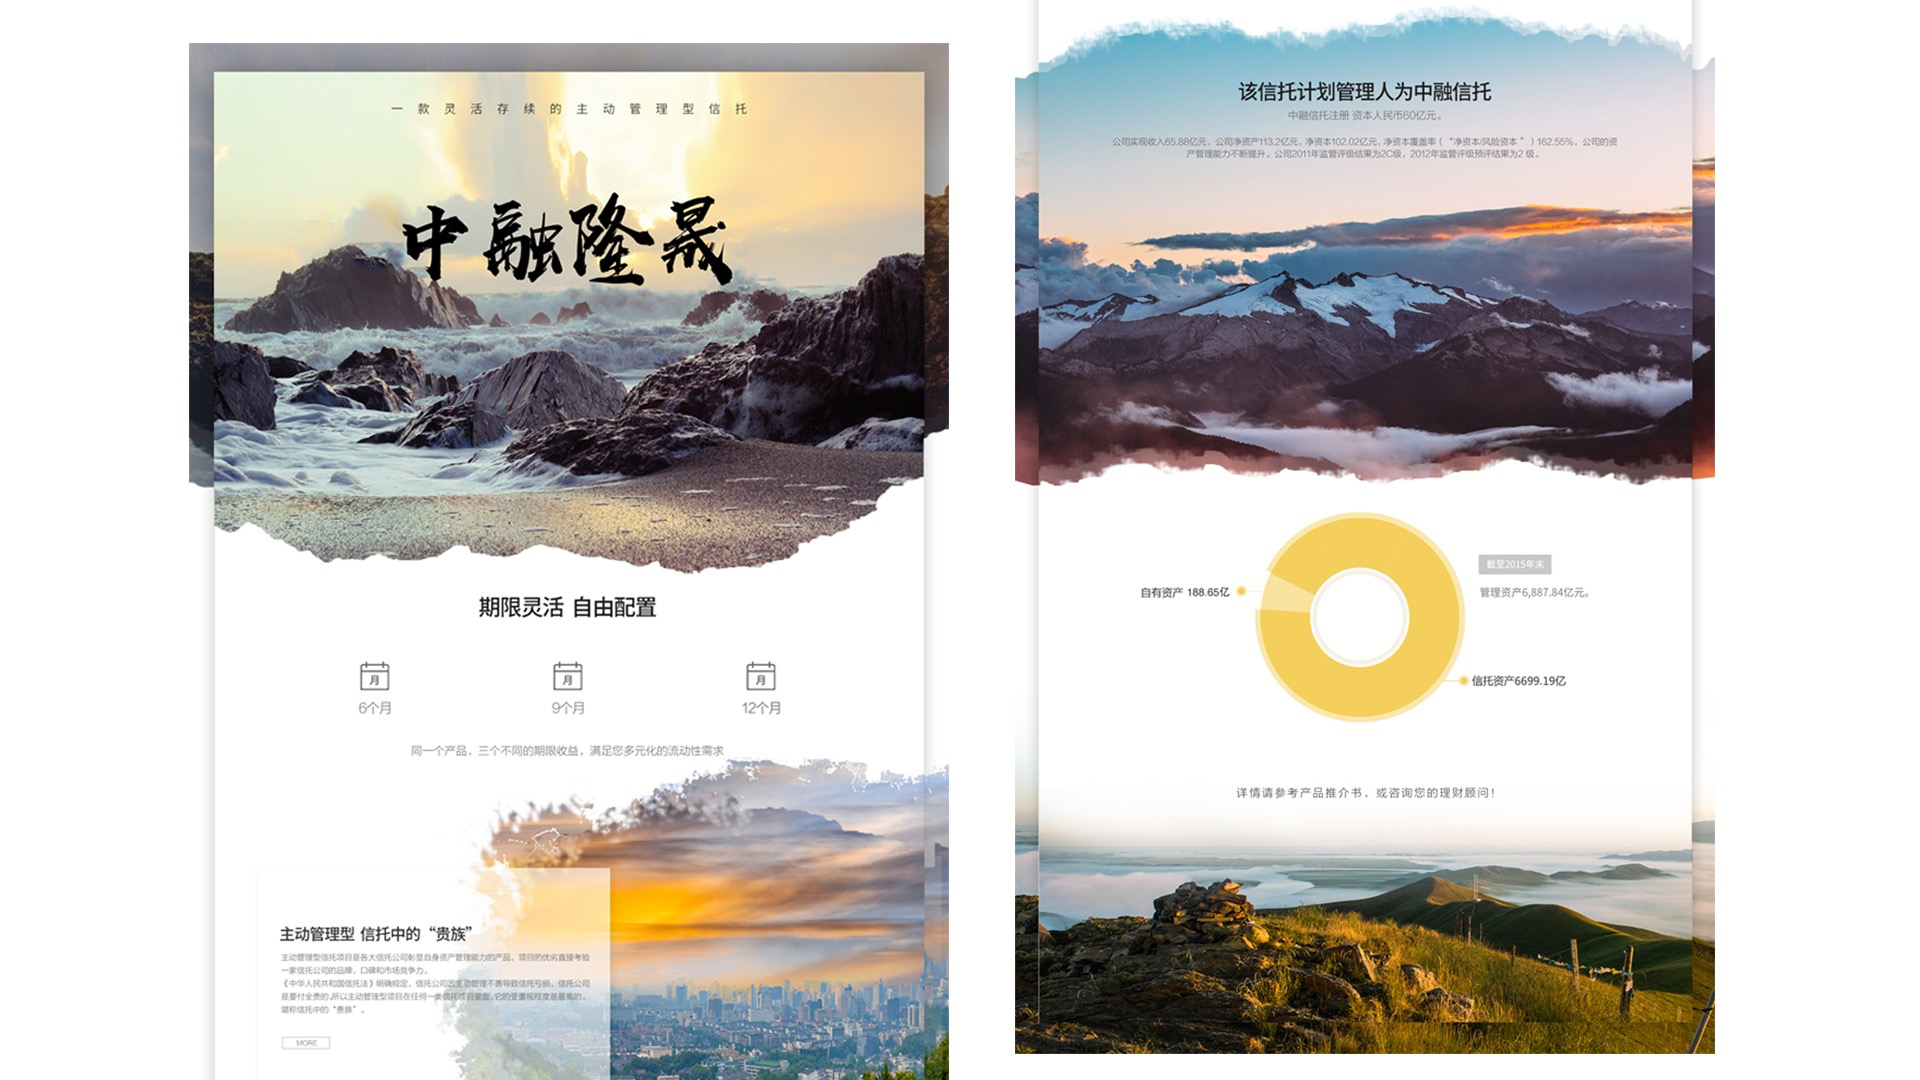 一款灵活存续的主动管理型信托
中融隆晟
期限灵活 自由配置
月
月
月
6个月
9个月
12个月
同一个产品，三个不同的期限收益，满足您多元化的流动性需求
主动管理型 信托中的“贵族”
主动管理型信托项目是各大信托公司彰显自身资产管理能力的产品，项目的优劣直接考验
一家信托公司的品牌，口碑和市场竞争力。
《中华人民共和国信托法》明确规定，信托公司因主动管理不善导致信托亏损，信托公司
是要付全责的,所以主动管理型项目在任何一类信托项目里面,它的受重视程度是最高的，
堪称信托中的“贵族”。
MORE
该信托计划管理人为中融信托
中融信托注册 资本人民币60亿元。
公司实现收入65.88亿元，公司净资产113.2亿元，净资本102.02亿元，净资本覆盖率（ “净资本/风险资本 ” ）162.55%，公司的资
产管理能力不断提升。公司2011年监管评级结果为2C级，2012年监管评级预评结果为2 级。
截至2015年末
自有资产 188.65亿
管理资产6,887.84亿元。
信托资产6699.19亿
详情请参考产品推介书，或咨询您的理财顾问！